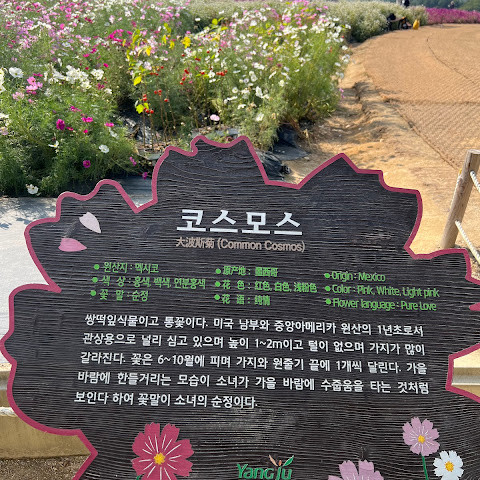 코스모스
大波斯菊 (Common Cosmos)
• 원산지 : 멕시코
• 색 상 : 홍색, 백색, 연분홍색
• 꽃 말 : 순정
• 原产地 : 墨西哥
• 花 色 : 红色, 白色, 浅粉色
• 花 语 : 纯情
• Origin : Mexico
• Color : Pink, White, Light pink
• Flower language : Pure Love
쌍떡잎식물이고 통꽃이다. 미국 남부와 중앙아메리카 원산의 1년초로서
관상용으로 널리 심고 있으며 높이 1~2m이고 털이 없으며 가지가 많이
갈라진다. 꽃은 6~10월에 피며 가지와 원줄기 끝에 1개씩 달린다. 가을
바람에 한들거리는 모습이 소녀가 가을 바람에 수줍음을 타는 것처럼
보인다 하여 꽃말이 소녀의 순정이다.
YangJu